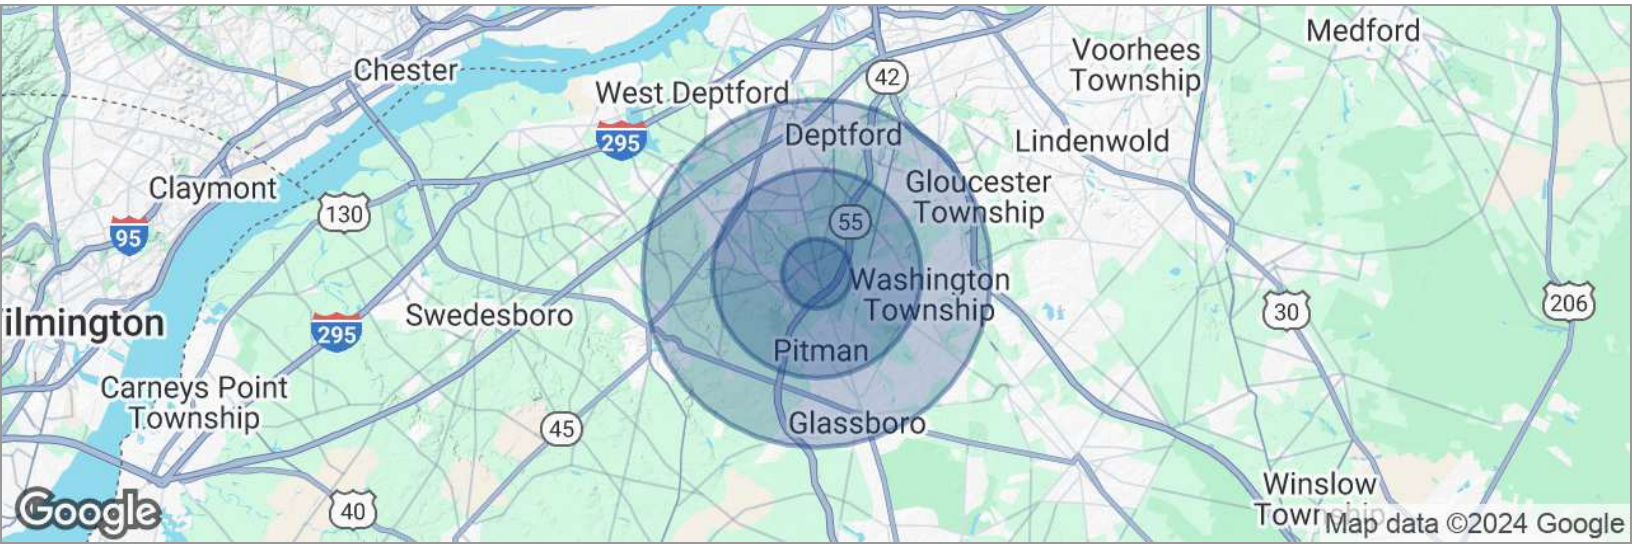 Medford
Voorhees
Township
Chester
42
West Deptford
Deptford
295
Lindenwold
Claymont
Gloucester
Township
130
55
95
Washington
Township
206
30
Swedesboro
ilmington
295
Pitman
Carneys Point
Township
Glassboro
45
Winslow
Google
40
Map data ©2024 Google